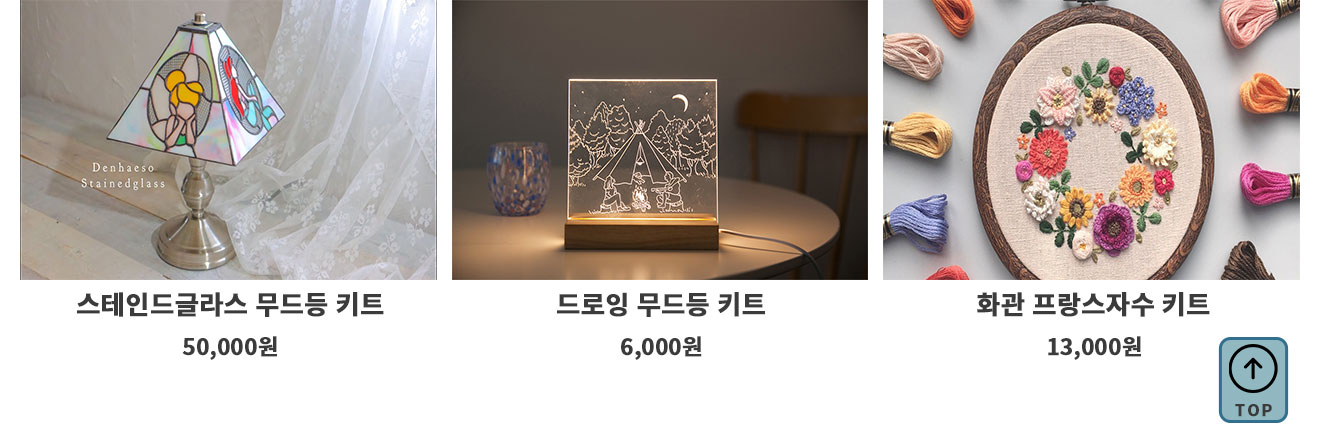 Denhaeso
Stainedglass
스테인드글라스 무드등 키트
드로잉 무드등 키트
화관 프랑스자수 키트
50,000원
6,000원
13,000원
TOP